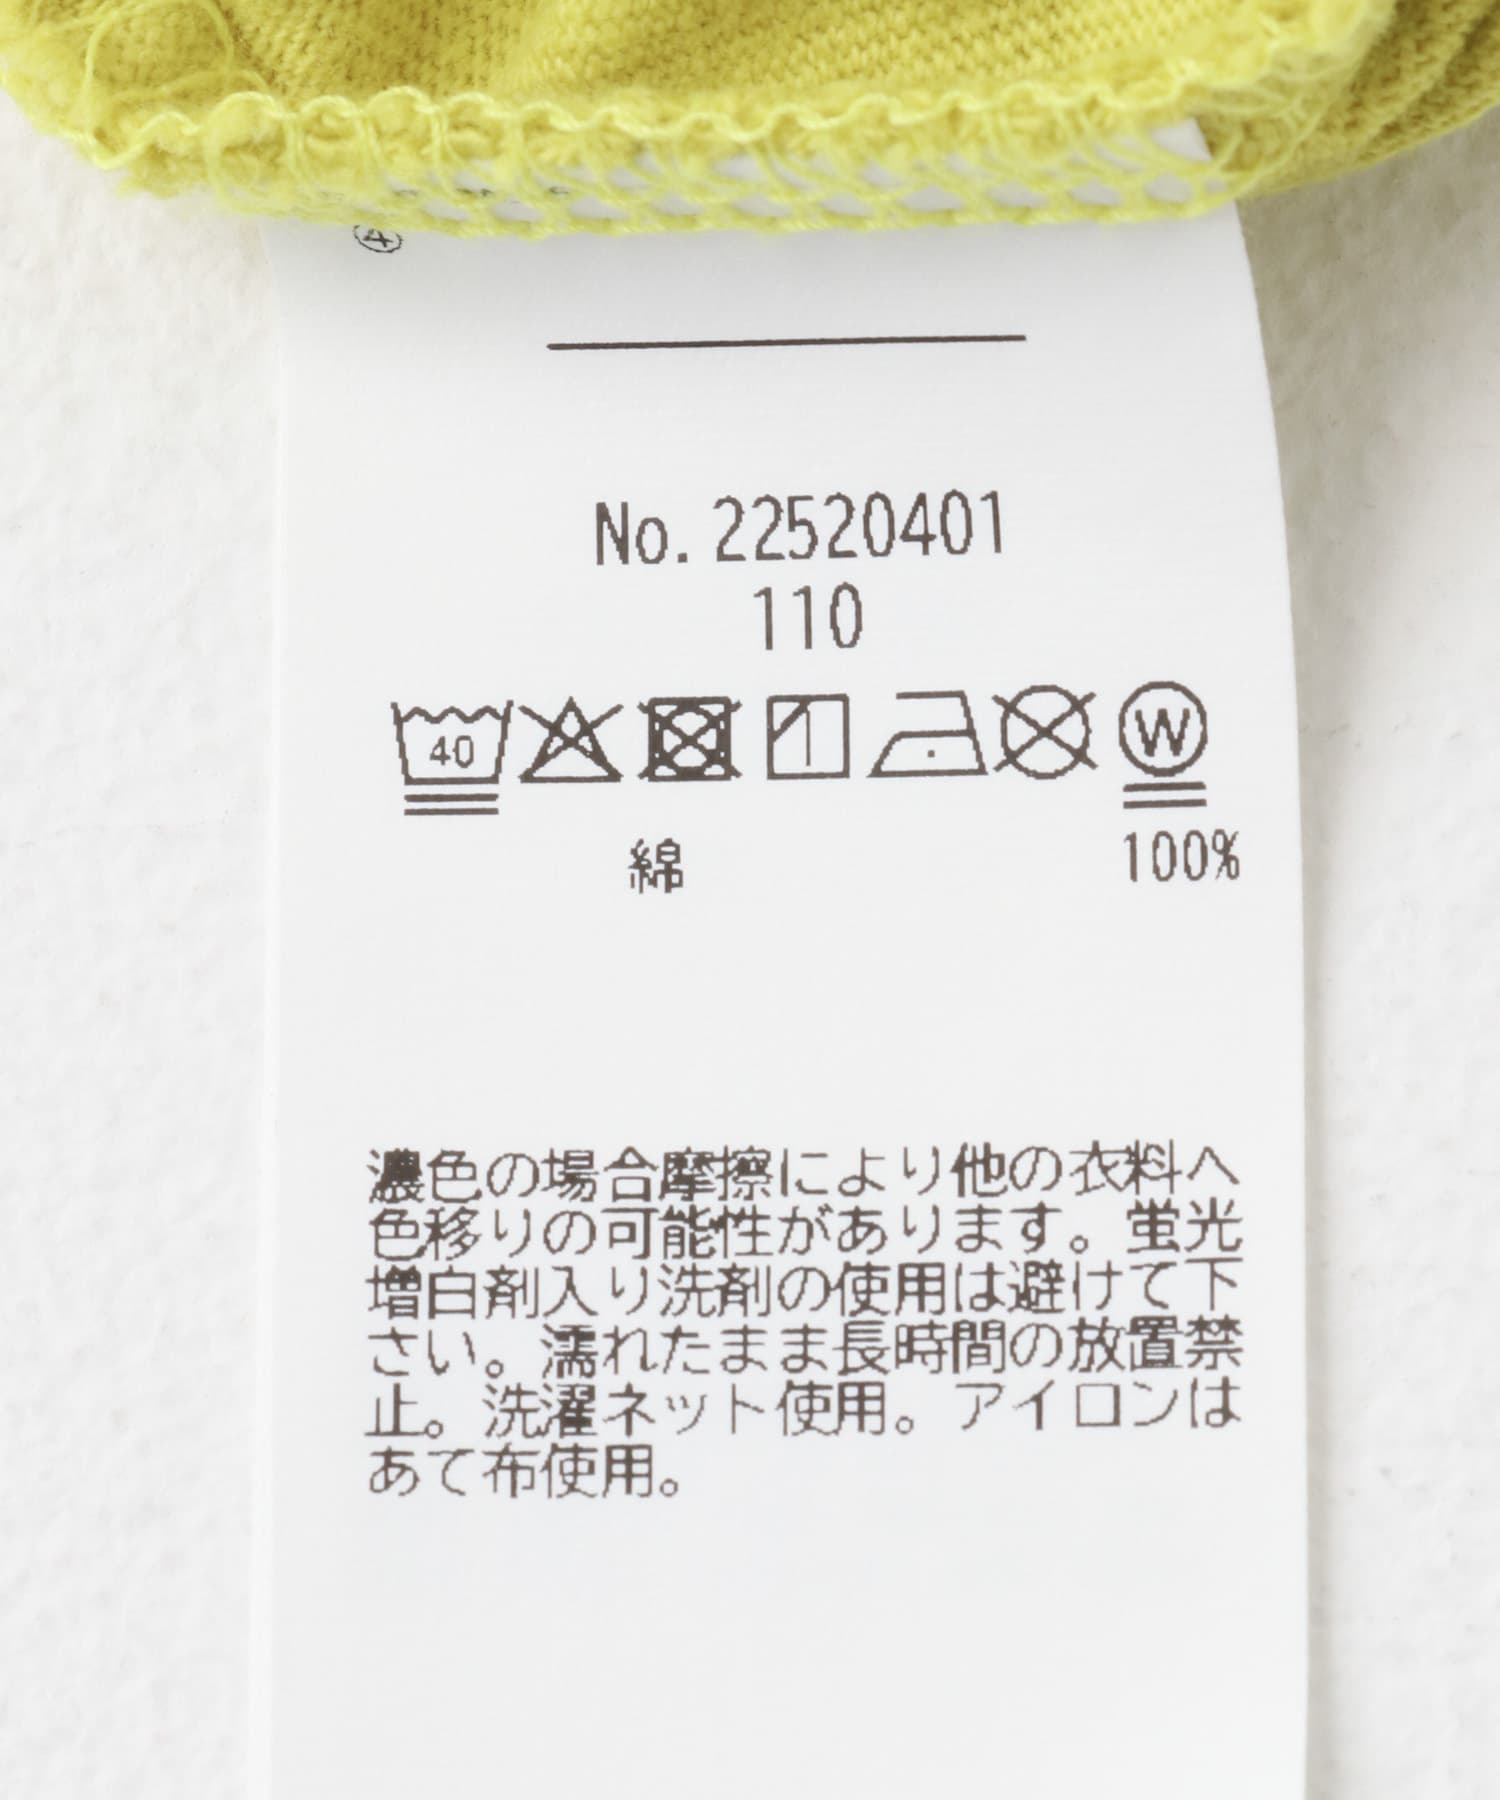 ④
No. 22520401
110
40 W
綿 100%
濃色の場合摩擦により他の衣料へ
色移りの可能性があります。蛍光
増白剤入り洗剤の使用は避けて下
さい。濡れたまま長時間の放置禁
止。洗濯ネット使用。アイロンは
あて布使用。